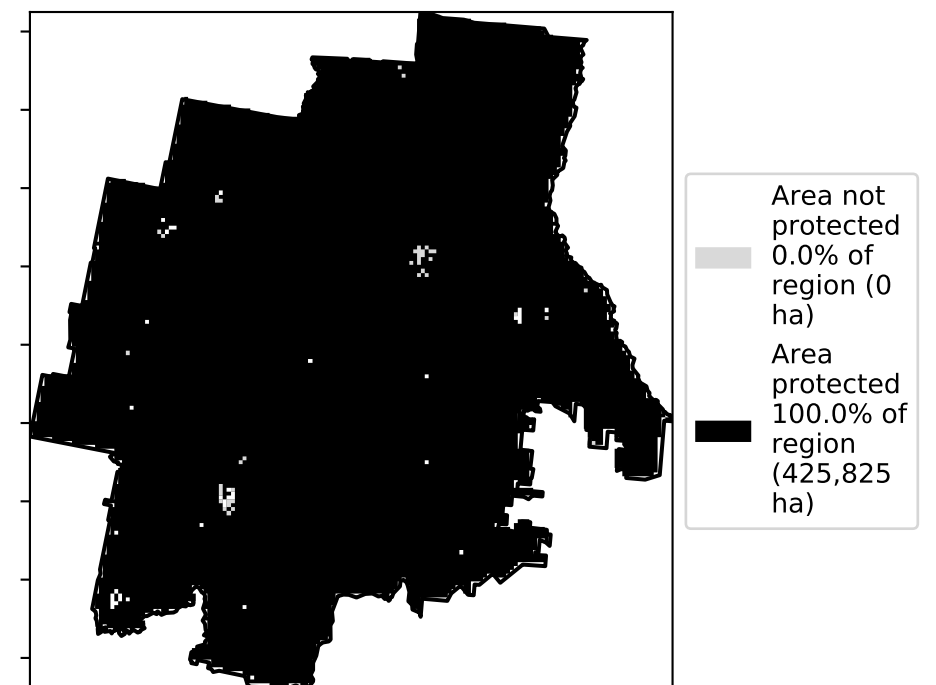 Area not
protected
0.0% of
region (0
ha)
Area
protected
100.0% of
region
(425,825
ha)